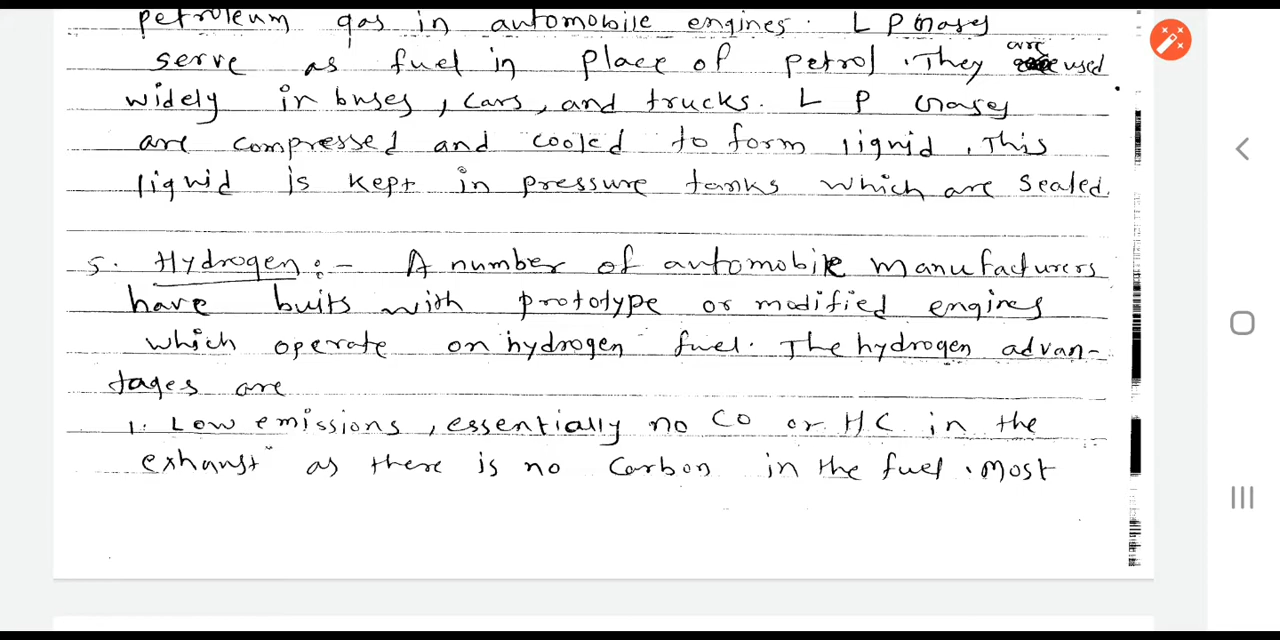 petroleum gas in automobile engines. L P Gases
serve as fuel in place of petrol. They are used
widely in buses, cars, and trucks. L P Gases
are compressed and cooled to form liquid. This
liquid is kept in pressure tanks which are sealed.
5. Hydrogen :- A number of automobile manufacturers
have buits with prototype or modified engines
which operate on hydrogen fuel. The hydrogen advan-
tages are
1. Low emissions, essentially no CO or HC in the
exhaust as there is no carbon in the fuel. Most